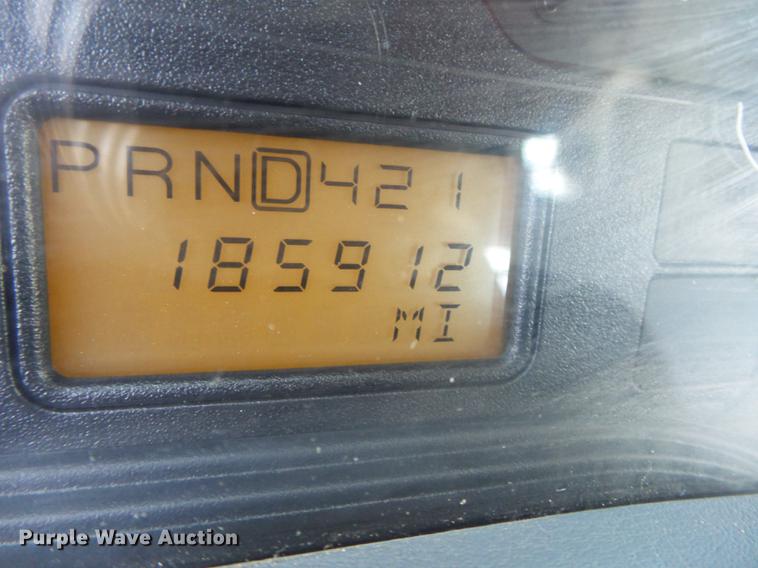 PRND421
185912
MI
Purple Wave Auction